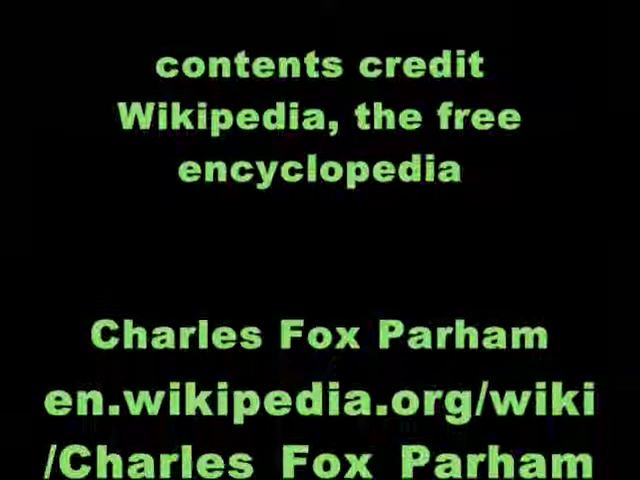 contents credit
Wikipedia, the free
encyclopedia
Charles Fox Parham
en.wikipedia.org/wiki
/Charles_Fox_Parham